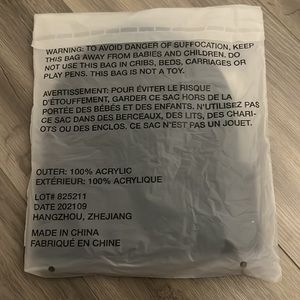 WARNING: TO AVOID DANGER OF SUFFOCATION, KEEP
THIS BAG AWAY FROM BABIES AND CHILDREN. DO
NOT USE THIS BAG IN CRIBS, BEDS, CARRIAGES OR
PLAY PENS. THIS BAG IS NOT A TOY.
AVERTISSEMENT: POUR ÉVITER LE RISQUE
D'ÉTOUFFEMENT, GARDER CE SAC HORS DE LA
PORTÉE DES BÉBÉS ET DES ENFANTS. N'UTILISEZ PAS
CE SAC DANS DES BERCEAUX, DES LITS, DES CHARI-
OTS OU DES ENCLOS. CE SAC N'EST PAS UN JOUET.
OUTER: 100% ACRYLIC
EXTÉRIEUR: 100% ACRYLIQUE
LOT# 825211
DATE 202109
HANGZHOU, ZHEJIANG
MADE IN CHINA
FABRIQUÉ EN CHINE